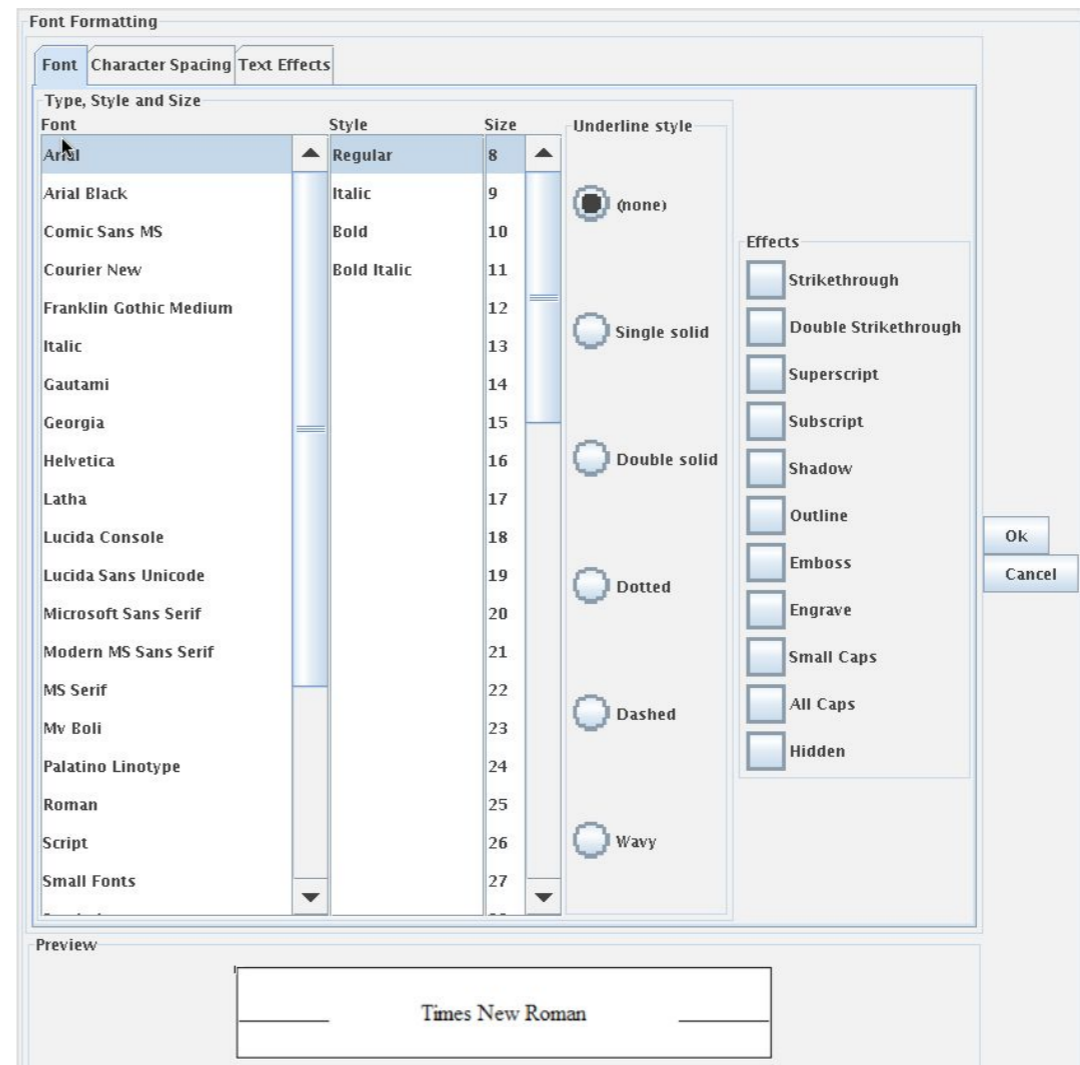 Font Formatting
Font Character Spacing Text Effects
Type, Style and Size
Font Style Size Underline style
Arial Regular 8
Arial Black Italic 9
(none)
Comic Sans MS Bold 10
Effects
Courier New Bold Italic 11
Strikethrough
Franklin Gothic Medium 12
Single solid Double Strikethrough
Italic 13
Superscript
Gautami 14
Georgia 15
Subscript
Helvetica 16
Double solid
Shadow
Latha 17
Outline
Lucida Console 18
Ok
Emboss
Lucida Sans Unicode 19
Cancel
Dotted
Microsoft Sans Serif 20
Engrave
Modern MS Sans Serif 21
Small Caps
MS Serif 22
All Caps
Dashed
Mv Boli 23
Hidden
Palatino Linotype 24
Roman 25
Script 26
Wavy
Small Fonts 27
Preview
Times New Roman